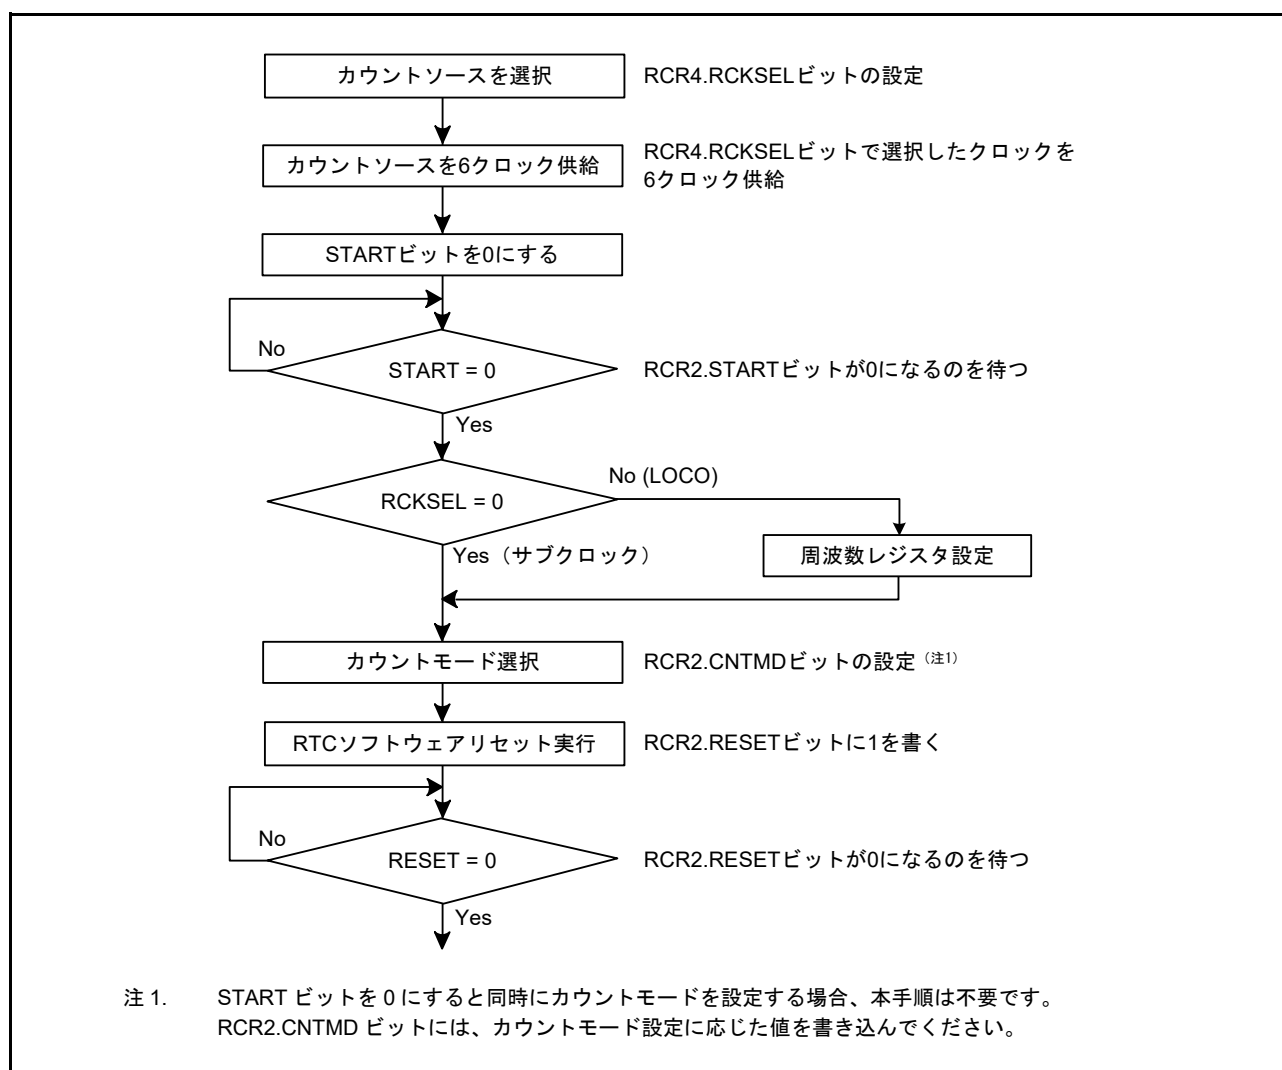 カウントソースを選択
RCR4.RCKSELビットの設定
カウントソースを6クロック供給
RCR4.RCKSELビットで選択したクロックを
6クロック供給
STARTビットを0にする
No
START = 0
RCR2.STARTビットが0になるのを待つ
Yes
No (LOCO)
RCKSEL = 0
Yes（サブクロック）
周波数レジスタ設定
カウントモード選択
RCR2.CNTMDビットの設定（注1）
RTCソフトウェアリセット実行
RCR2.RESETビットに1を書く
No
RESET = 0
RCR2.RESETビットが0になるのを待つ
Yes
注 1. START ビットを 0 にすると同時にカウントモードを設定する場合、本手順は不要です。
RCR2.CNTMD ビットには、カウントモード設定に応じた値を書き込んでください。